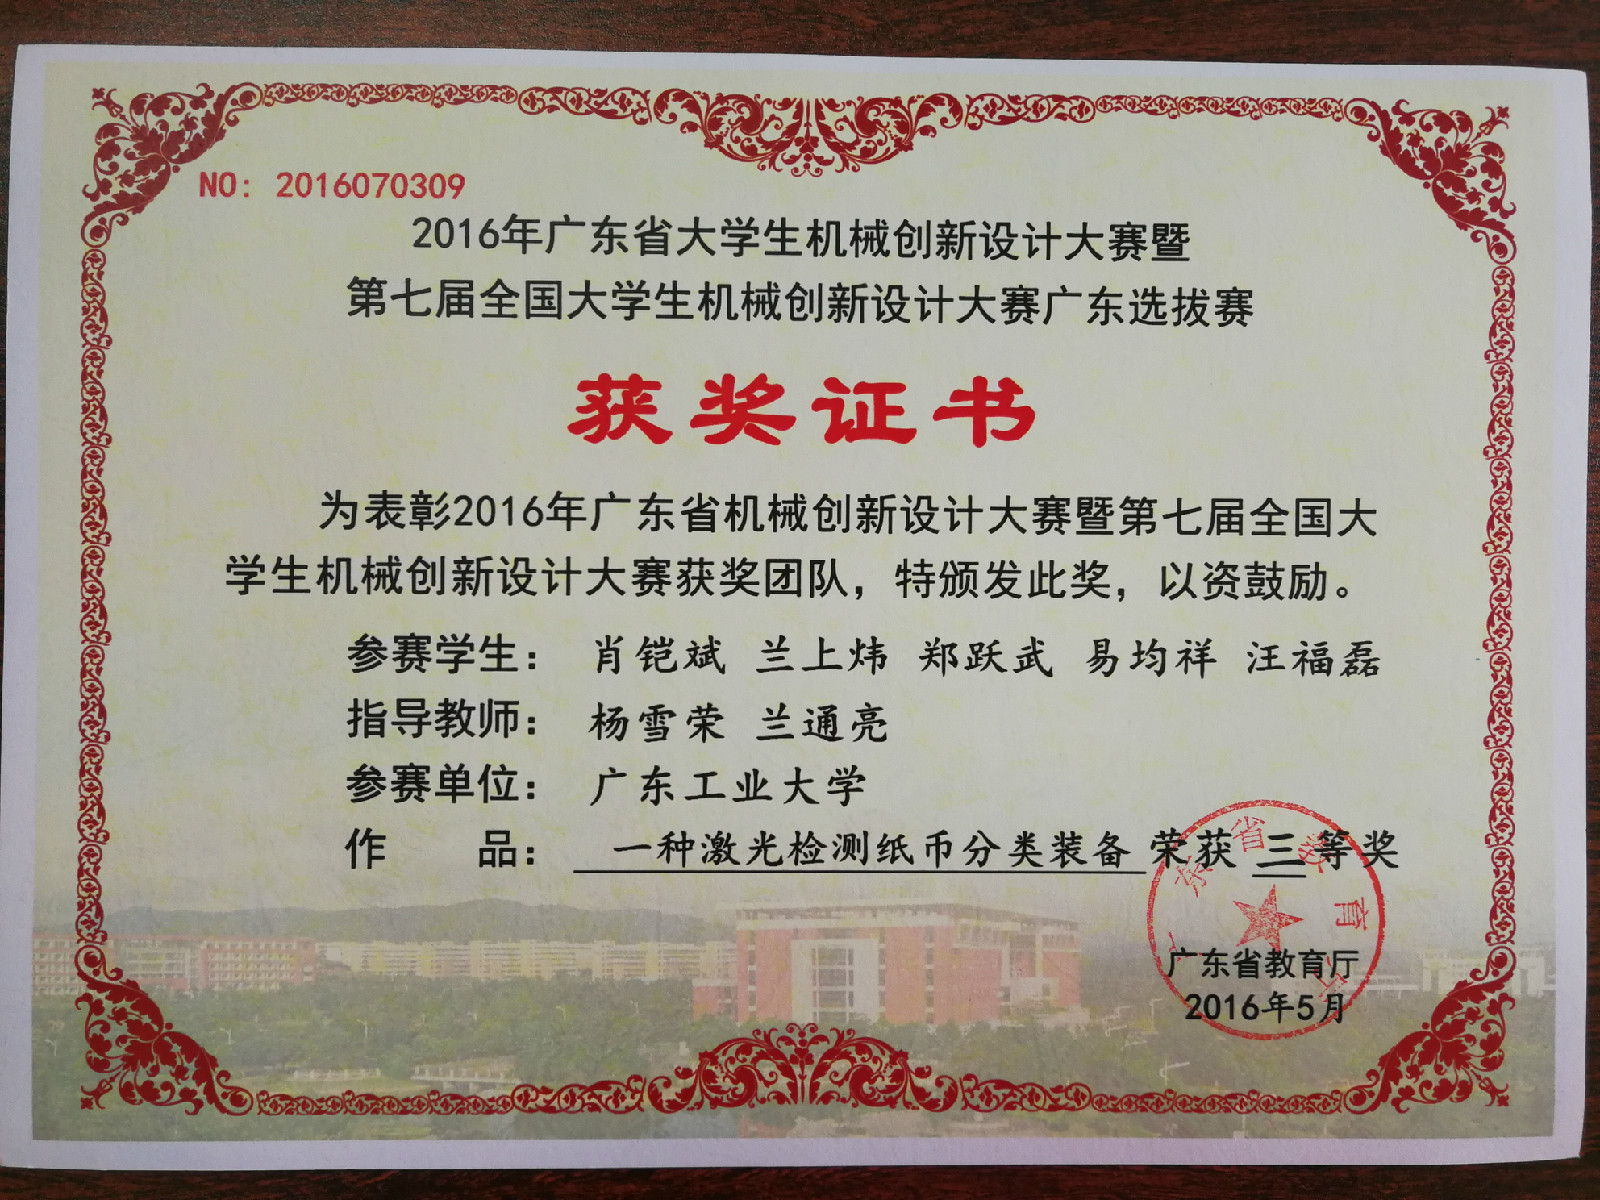 NO: 2016070309
2016年广东省大学生机械创新设计大赛暨
第七届全国大学生机械创新设计大赛广东选拔赛
获奖证书
为表彰2016年广东省机械创新设计大赛暨第七届全国大
学生机械创新设计大赛获奖团队，特颁发此奖，以资鼓励。
参赛学生： 肖铠斌 兰上炜 郑跃武 易均祥 汪福磊
指导教师： 杨雪荣 兰通亮
参赛单位： 广东工业大学
作 品： 一种激光检测纸币分类装备 荣获 三等奖
广东省教育厅
广东省教育厅
2016年5月